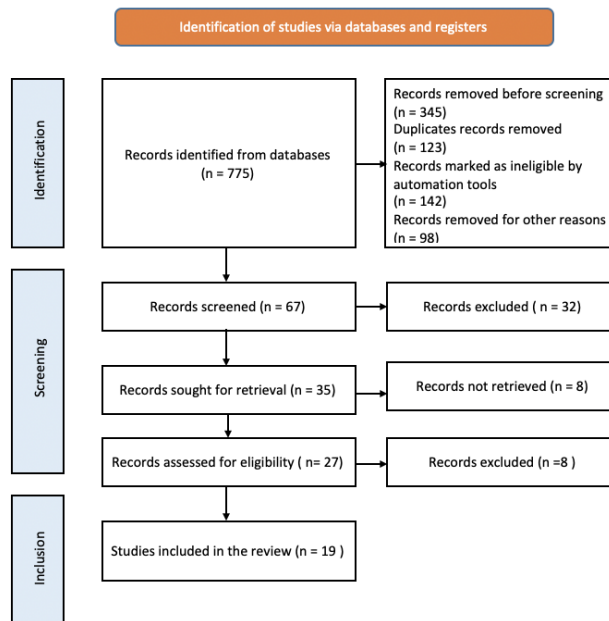 Identification of studies via databases and registers
Identification
Records identified from databases
(n = 775)
Records removed before screening
(n = 345)
Duplicates records removed
(n = 123)
Records marked as ineligible by
automation tools
(n = 142)
Records removed for other reasons
(n = 98)
Screening
Records screened (n = 67)
Records excluded ( n = 32)
Records sought for retrieval (n = 35)
Records not retrieved (n = 8)
Records assessed for eligibility ( n= 27)
Records excluded (n =8 )
Inclusion
Studies included in the review (n = 19 )